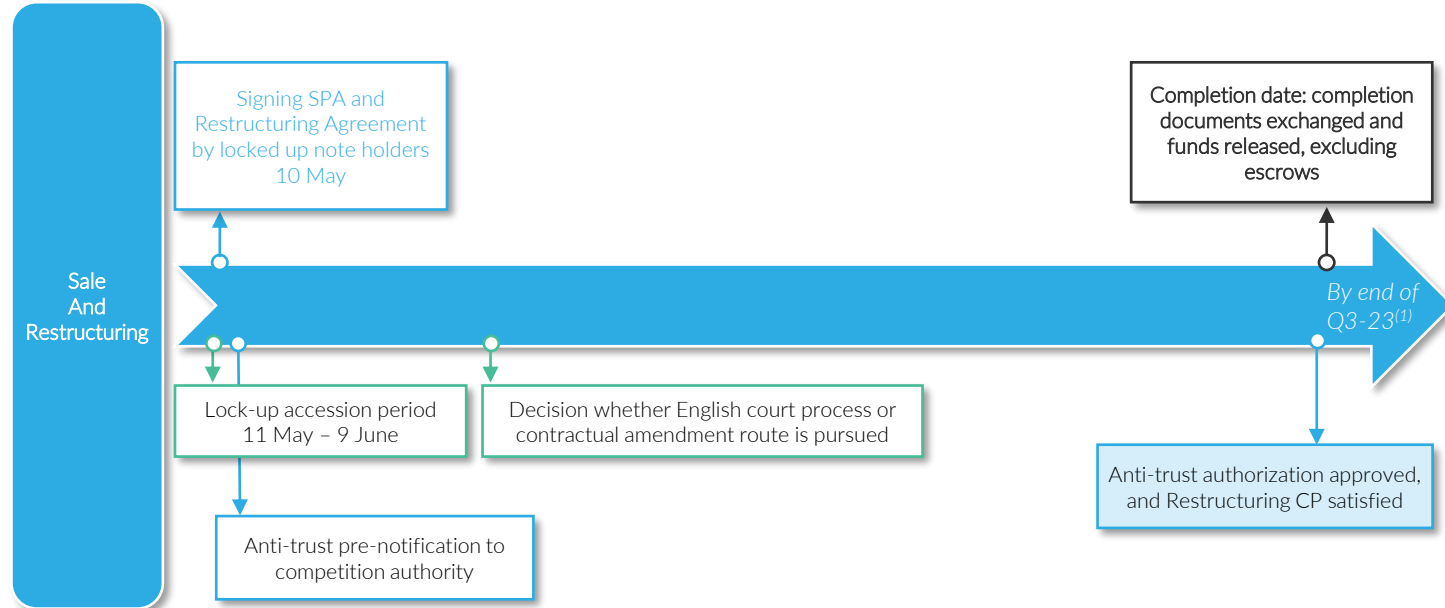 Sale
And
Restructuring
Signing SPA and
Restructuring Agreement
by locked up note holders
10 May
Completion date: completion
documents exchanged and
funds released, excluding
escrows
By end of
Q3-23(1)
Lock-up accession period
11 May – 9 June
Decision whether English court process or
contractual amendment route is pursued
Anti-trust authorization approved,
and Restructuring CP satisfied
Anti-trust pre-notification to
competition authority